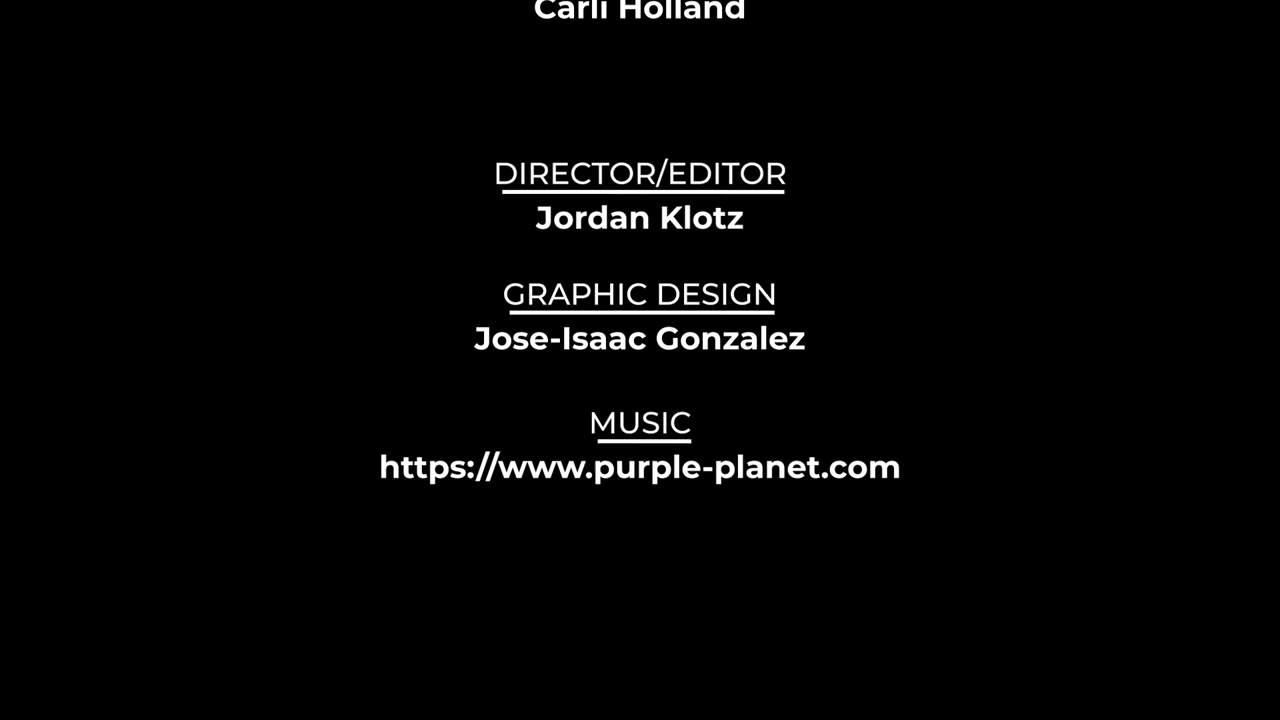 Carli Holland
DIRECTOR/EDITOR
Jordan Klotz
GRAPHIC DESIGN
Jose-Isaac Gonzalez
MUSIC
https://www.purple-planet.com